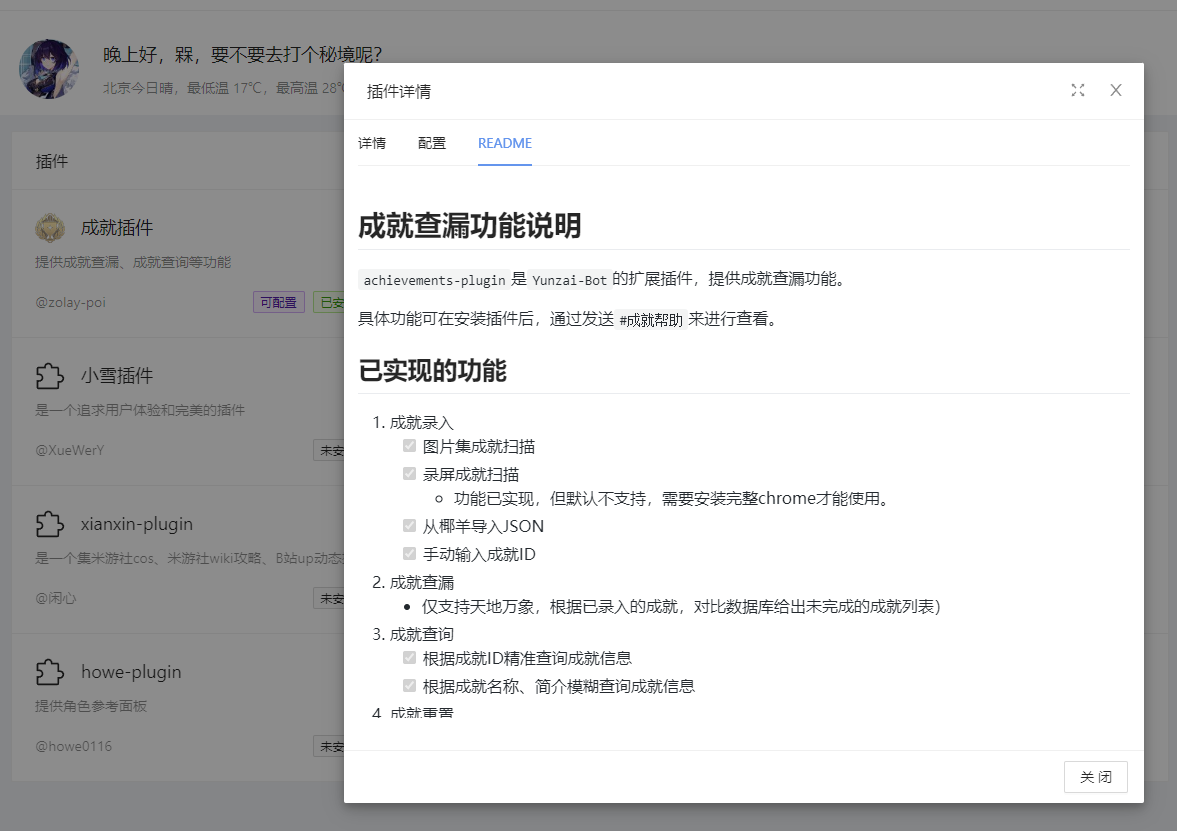 晚上好，槑，要不要去打个秘境呢？
北京今日晴，最低温 17℃，最高温 28℃
插件
成就插件
提供成就查漏、成就查询等功能
@zolay-poi
可配置
已安
小雪插件
是一个追求用户体验和完美的插件
@XueWerY
未安
xianxin-plugin
是一个集米游社cos、米游社wiki攻略、B站up动态
@闲心
未安
howe-plugin
提供角色参考面板
@howe0116
未安
插件详情
详情 配置 README
成就查漏功能说明
achievements-plugin 是 Yunzai-Bot 的扩展插件，提供成就查漏功能。
具体功能可在安装插件后，通过发送 #成就帮助 来进行查看。
已实现的功能
1. 成就录入
图片集成就扫描
录屏成就扫描
功能已实现，但默认不支持，需要安装完整chrome才能使用。
从椰羊导入JSON
手动输入成就ID
2. 成就查漏
仅支持天地万象，根据已录入的成就，对比数据库给出未完成的成就列表）
3. 成就查询
根据成就ID精准查询成就信息
根据成就名称、简介模糊查询成就信息
4. 成就重置
关 闭